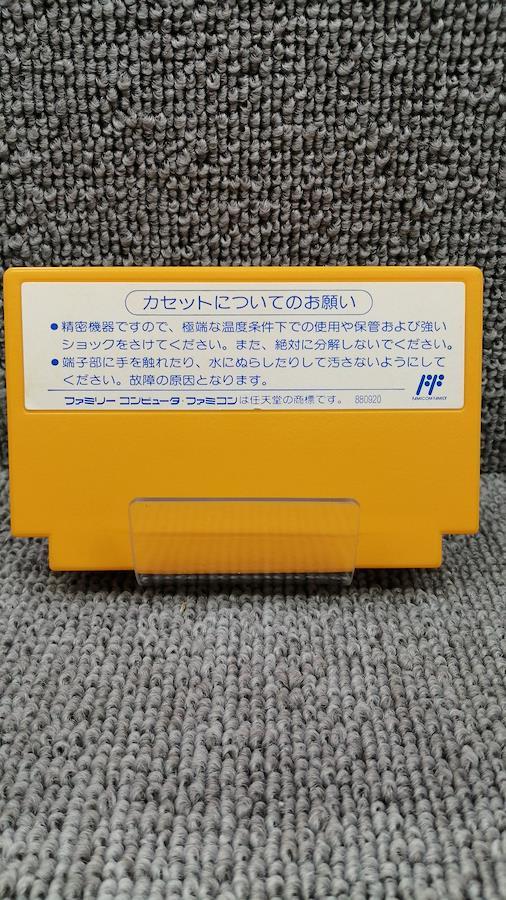 カセットについてのお願い
●精密機器ですので、極端な温度条件下での使用や保管および強い
ショックをさけてください。また、絶対に分解しないでください。
●端子部に手を触れたり、水にぬらしたりして汚さないようにして
ください。故障の原因となります。
ファミリー コンピュータ・ファミコンは任天堂の商標です。 880920
FAMICOM FAMILY